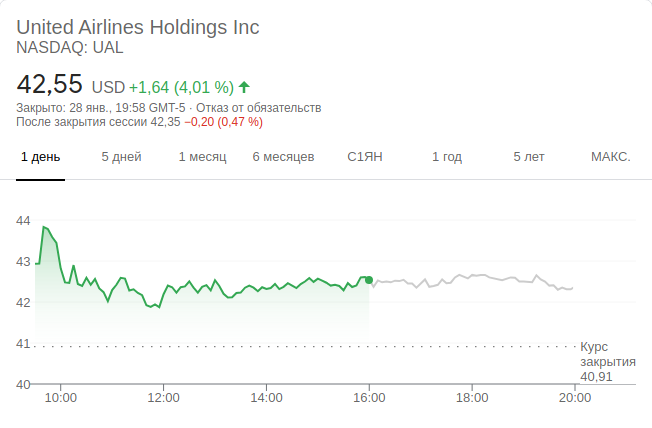 United Airlines Holdings Inc
NASDAQ: UAL
42,55 USD +1,64 (4,01 %)
Закрыто: 28 янв., 19:58 GMT-5 · Отказ от обязательств
После закрытия сессии 42,35 −0,20 (0,47 %)
1 день 5 дней 1 месяц 6 месяцев С1ЯН 1 год 5 лет МАКС.
44
43
42
41
Курс
закрытия
40,91
40
10:00 12:00 14:00 16:00 18:00 20:00